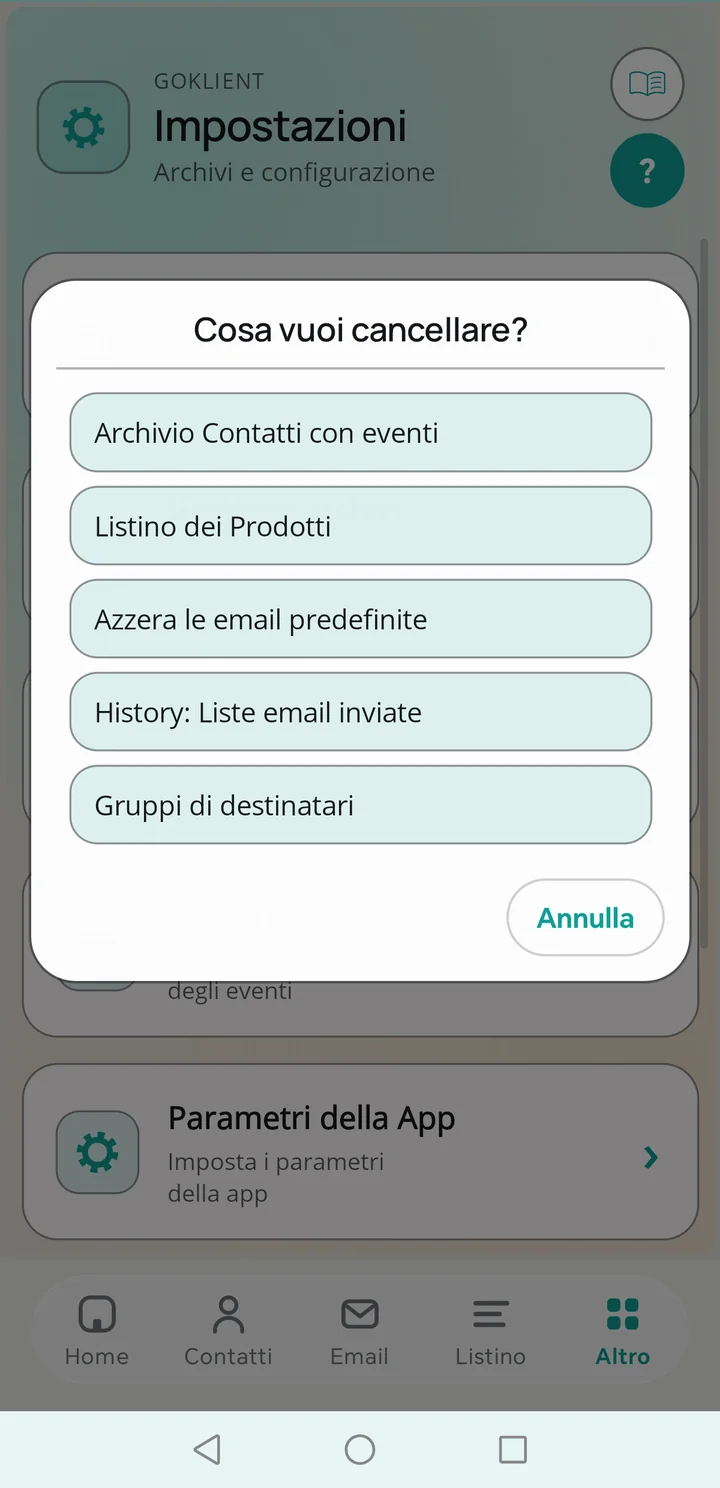 GOKLIENT
Impostazioni
Archivi e configurazione
?
Cosa vuoi cancellare?
Archivio Contatti con eventi
Listino dei Prodotti
Azzera le email predefinite
History: Liste email inviate
Gruppi di destinatari
Annulla
degli eventi
Parametri della App
Imposta i parametri
della app
Home
Contatti
Email
Listino
Altro